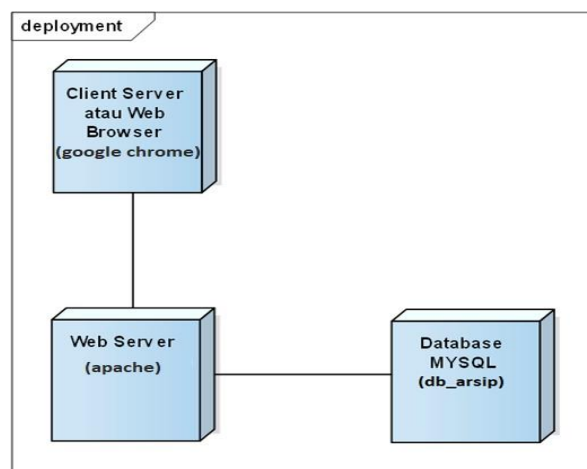 deployment
Client Server
atau Web
Browser
(google chrome)
Web Server
(apache)
Database
MYSQL
(db_arsip)